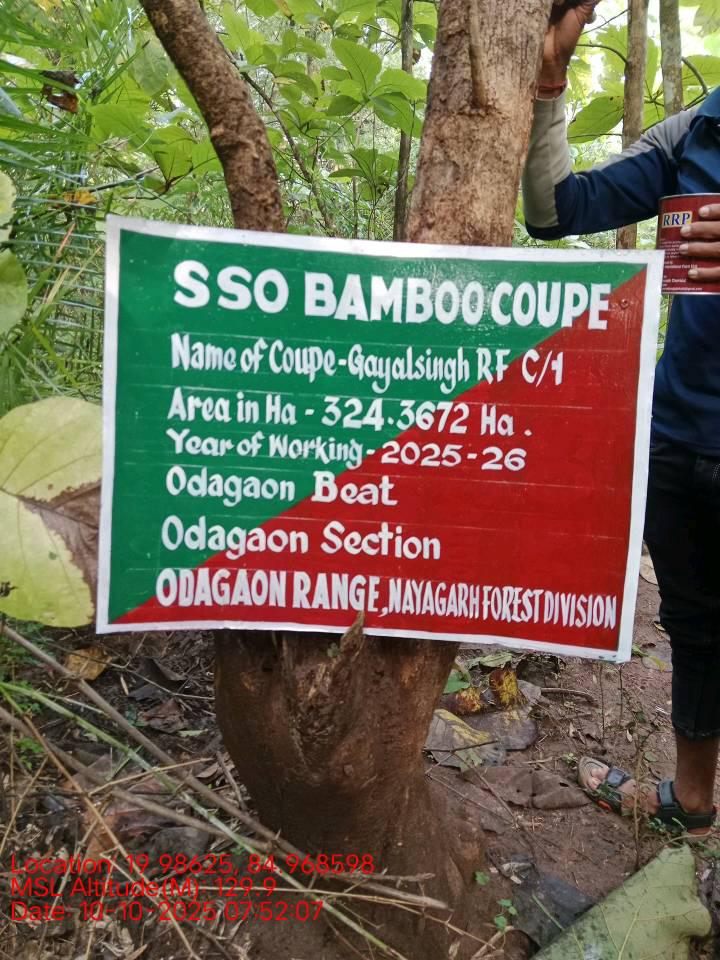 SSO BAMBOO COUPE
Name of Coupe-Gayalsingh RF C/1
Area in Ha - 324.3672 Ha.
Year of Working - 2025-26
Odagaon Beat
Odagaon Section
ODAGAON RANGE, NAYAGARH FOREST DIVISION
RRP
Location: 19.98625, 84.968598
MSL Altitude(M): 129.9
Date: 10-10-2025 07:52:07